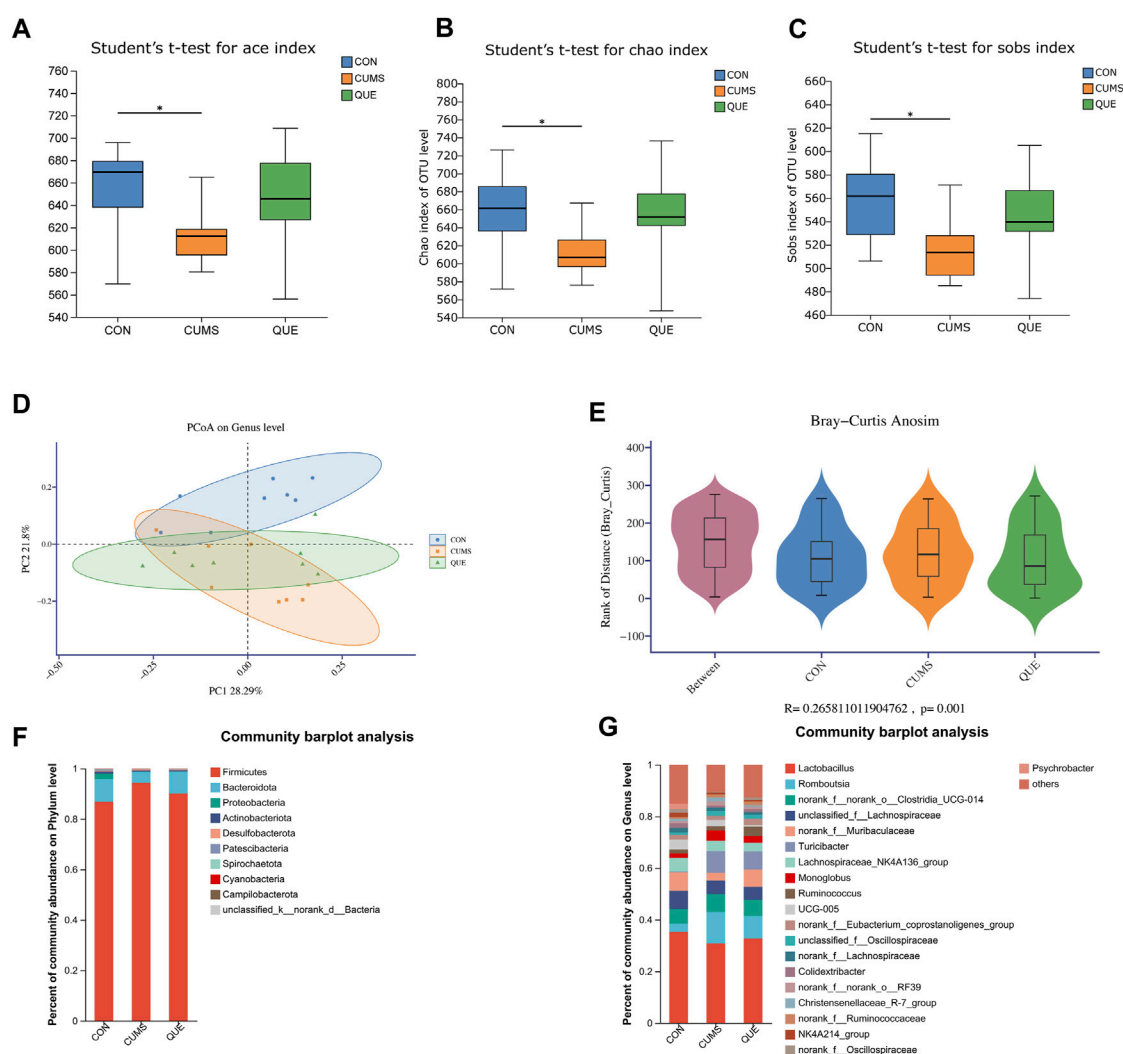 A
Student's t-test for ace index
CON
CUMS
QUE
760
740
720
700
680
660
640
620
600
580
560
540
*
CON
CUMS
QUE
B
Student's t-test for chao index
CON
CUMS
QUE
Chao index of OTU level
800
780
760
740
720
700
680
660
640
620
600
580
560
540
*
CON
CUMS
QUE
C
Student's t-test for sobs index
CON
CUMS
QUE
Sobs index of OTU level
660
640
620
600
580
560
540
520
500
480
460
*
CON
CUMS
QUE
D
PCoA on Genus level
PC2 21.8%
0.2
0.0
-0.2
-0.50
-0.25
0.00
0.25
PC1 28.29%
CON
CUMS
QUE
E
Bray-Curtis Anosim
Rank of Distance (Bray_Curtis)
400
300
200
100
0
-100
Between
CON
CUMS
QUE
R= 0.265811011904762 , p= 0.001
F
Community barplot analysis
Percent of community abundance on Phylum level
1
0.8
0.6
0.4
0.2
0
CON
CUMS
QUE
Firmicutes
Bacteroidota
Proteobacteria
Actinobacteriota
Desulfobacterota
Patescibacteria
Spirochaetota
Cyanobacteria
Campilobacterota
unclassified_k__norank_d__Bacteria
G
Community barplot analysis
Percent of community abundance on Genus level
1
0.8
0.6
0.4
0.2
0
CON
CUMS
QUE
Lactobacillus
Romboutsia
norank_f__norank_o__Clostridia_UCG-014
unclassified_f__Lachnospiraceae
norank_f__Muribaculaceae
Turicibacter
Lachnospiraceae_NK4A136_group
Monoglobus
Ruminococcus
UCG-005
norank_f__Eubacterium_coprostanoligenes_group
unclassified_f__Oscillospiraceae
norank_f__Lachnospiraceae
Colidextribacter
norank_f__norank_o__RF39
Christensenellaceae_R-7_group
norank_f__Ruminococcaceae
NK4A214_group
norank_f__Oscillospiraceae
Psychrobacter
others